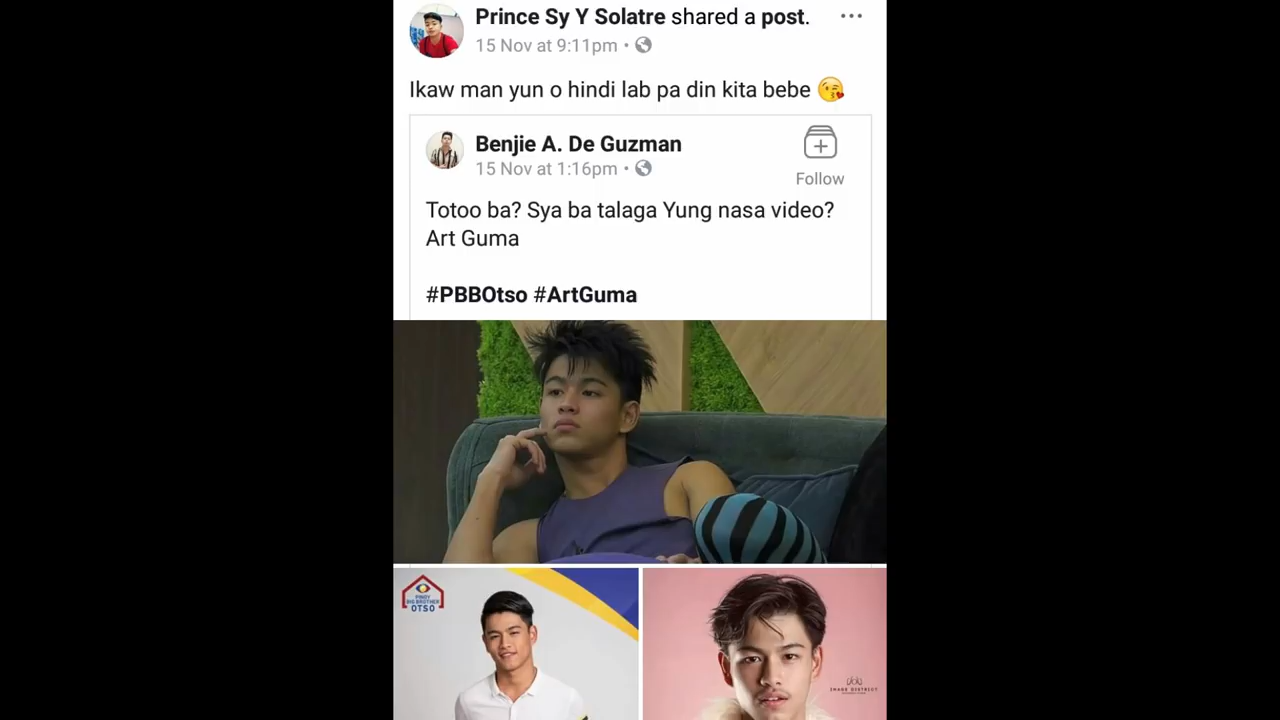 Prince Sy Y Solatre shared a post.
15 Nov at 9:11pm •
Ikaw man yun o hindi lab pa din kita bebe 😘
Benjie A. De Guzman
15 Nov at 1:16pm •
Follow
Totoo ba? Sya ba talaga Yung nasa video?
Art Guma
#PBBOtso #ArtGuma
PINOY
BIG BROTHER
OTSO
IMAGE DISTRICT